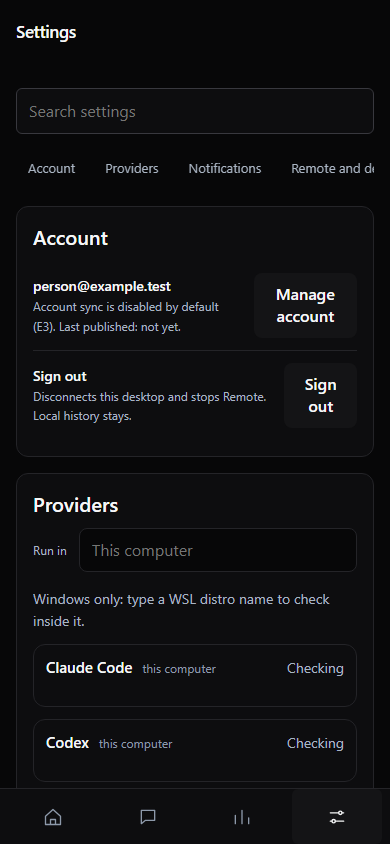 Settings
Search settings
Account Providers Notifications Remote and de
Account
person@example.test
Account sync is disabled by default
(E3). Last published: not yet.
Manage
account
Sign out
Disconnects this desktop and stops Remote.
Local history stays.
Sign
out
Providers
Run in This computer
Windows only: type a WSL distro name to check
inside it.
Claude Code this computer Checking
Codex this computer Checking